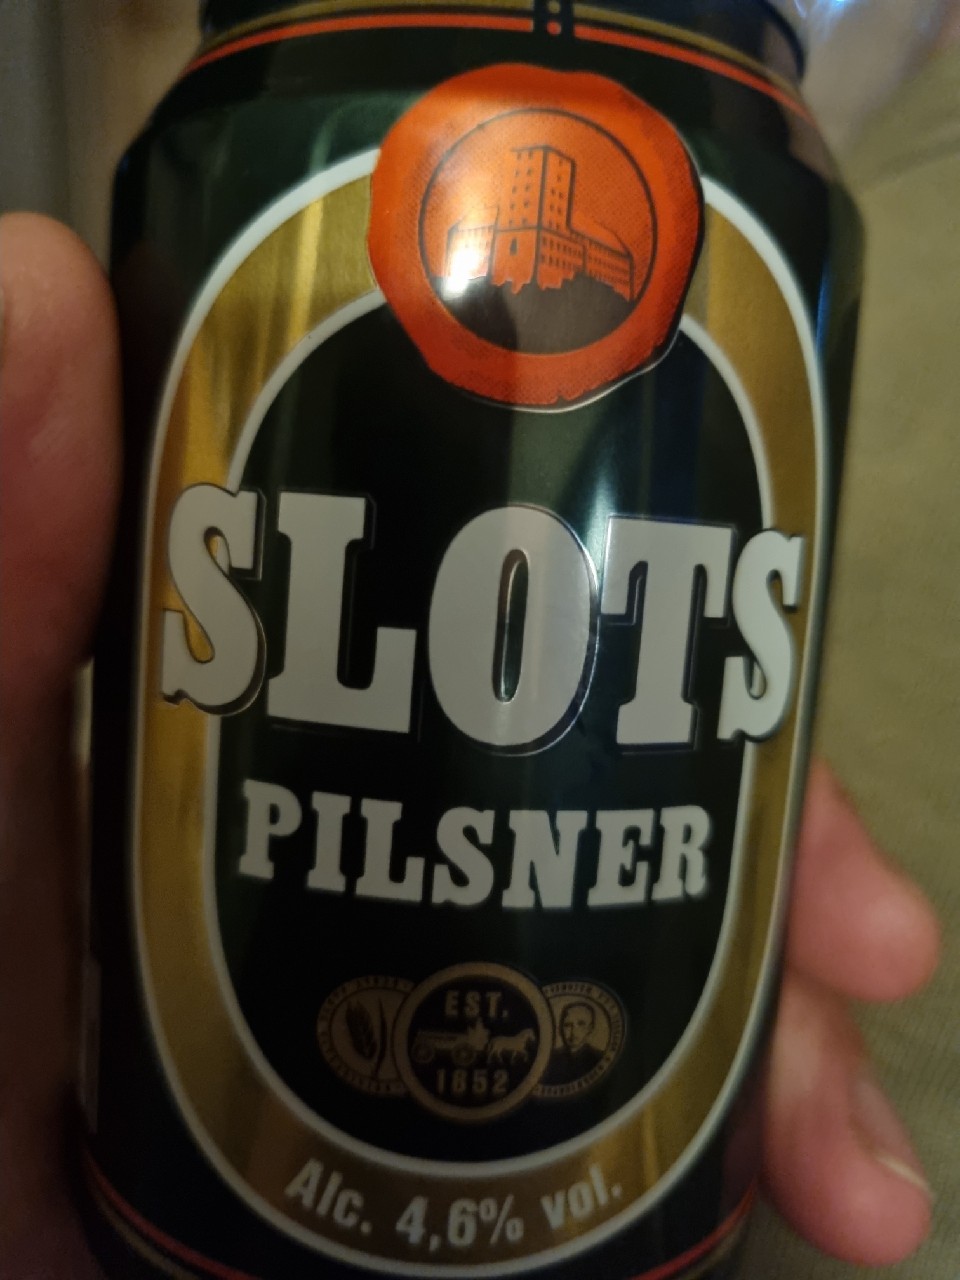 SLOTS
PILSNER
EST.
1852
Alc. 4,6% vol.